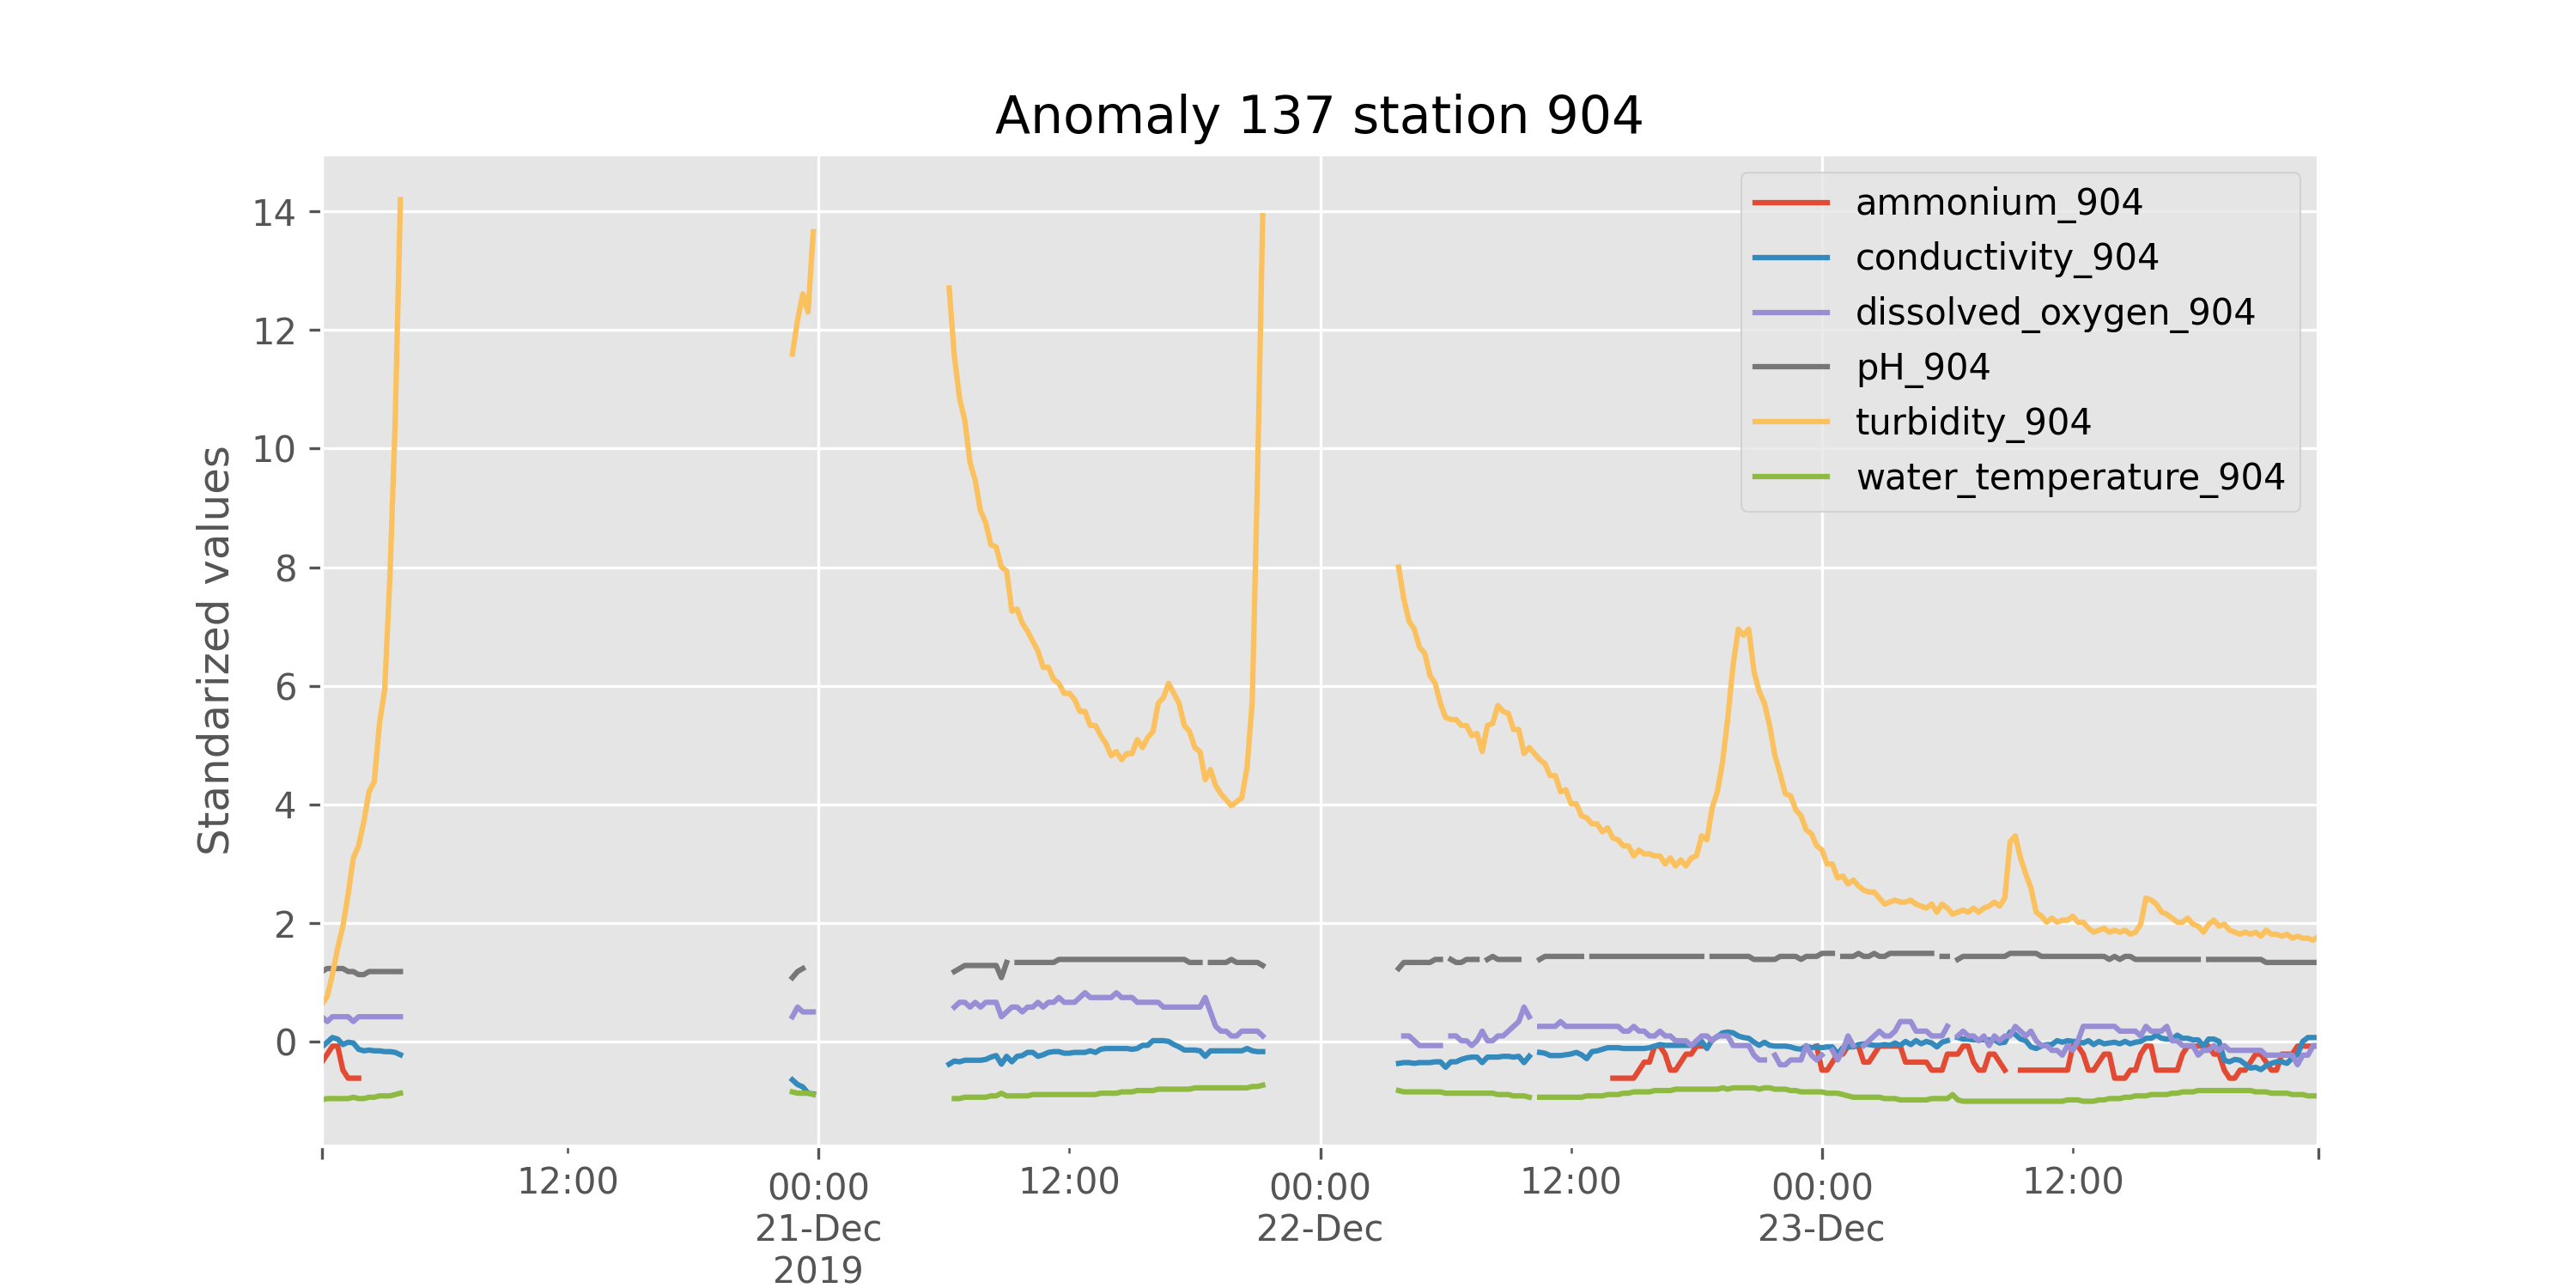 Anomaly 137 station 904
Standarized values
14
12
10
8
6
4
2
0
ammonium_904
conductivity_904
dissolved_oxygen_904
pH_904
turbidity_904
water_temperature_904
12:00
00:00
21-Dec
2019
12:00
00:00
22-Dec
12:00
00:00
23-Dec
12:00